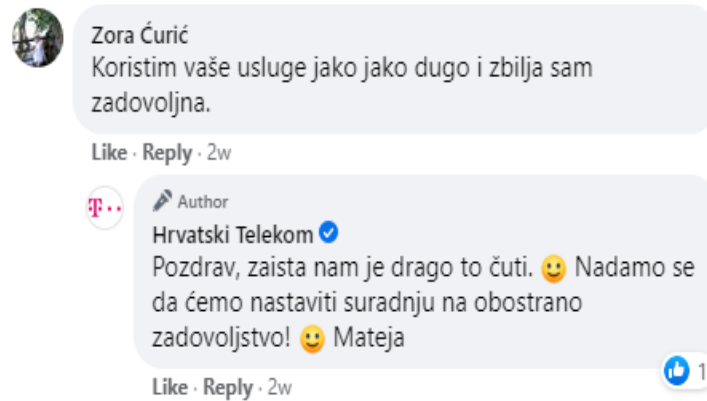 Zora Ćurić
Koristim vaše usluge jako jako dugo i zbilja sam
zadovoljna.
Like · Reply · 2w
T
Author
Hrvatski Telekom
Pozdrav, zaista nam je drago to čuti. 🙂 Nadamo se
da ćemo nastaviti suradnju na obostrano
zadovoljstvo! 🙂 Mateja
1
Like · Reply · 2w